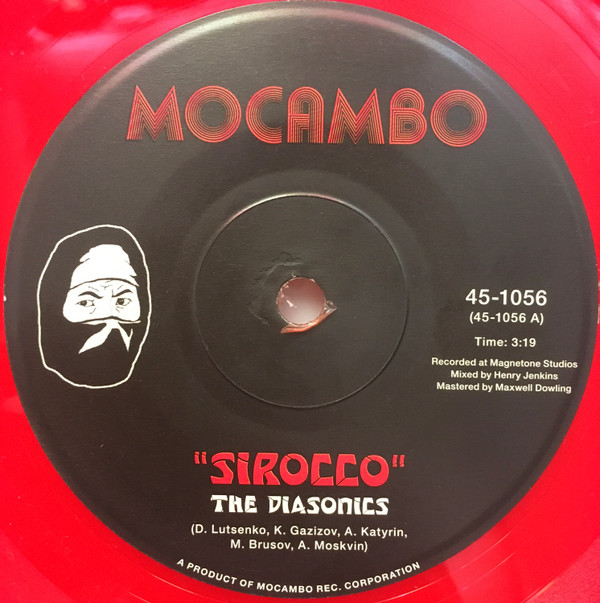 MOCAMBO
45-1056
(45-1056 A)
Time: 3:19
Recorded at Magnetone Studios
Mixed by Henry Jenkins
Mastered by Maxwell Dowling
"SIROCCO"
THE DIASONICS
(D. Lutsenko, K. Gazizov, A. Katyrin,
M. Brusov, A. Moskvin)
A PRODUCT OF MOCAMBO REC. CORPORATION